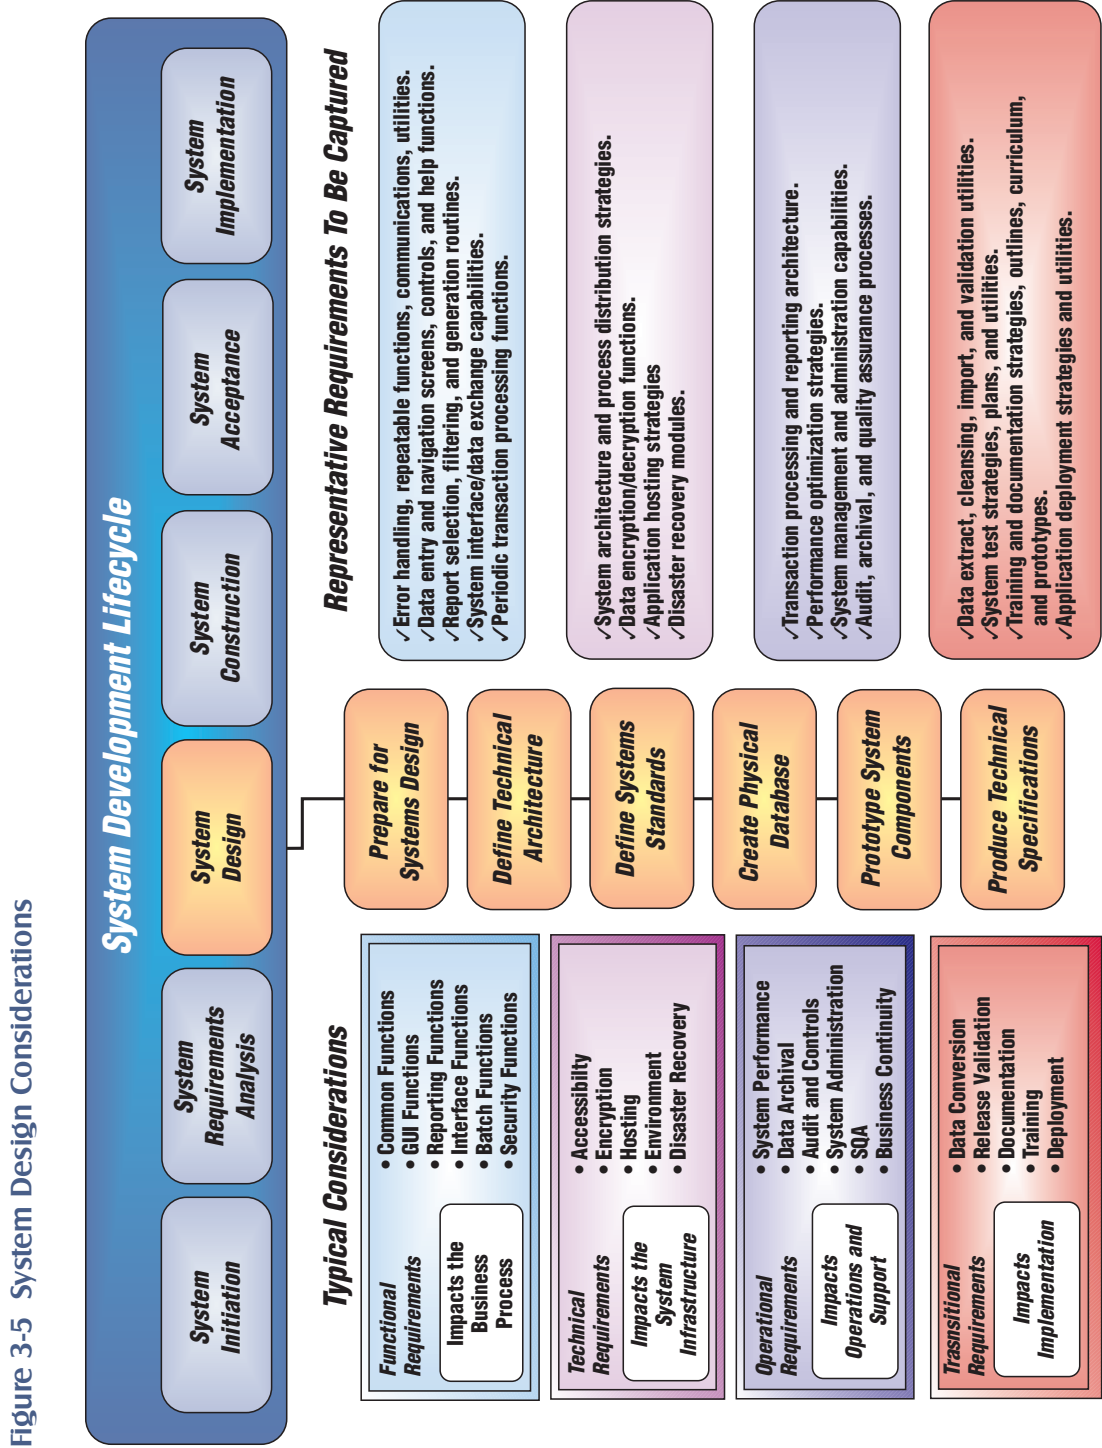 Figure 3-5 System Design Considerations
System Development Lifecycle
System
Initiation
System
Requirements
Analysis
System
Design
System
Construction
System
Acceptance
System
Implementation
Typical Considerations
Functional
Requirements
Impacts the
Business
Process
• Common Functions
• GUI Functions
• Reporting Functions
• Interface Functions
• Batch Functions
• Security Functions
Technical
Requirements
Impacts the
System
Infrastructure
• Accessibility
• Encryption
• Hosting
• Environment
• Disaster Recovery
Operational
Requirements
Impacts
Operations and
Support
• System Performance
• Data Archival
• Audit and Controls
• System Administration
• SQA
• Business Continuity
Trasnsitional
Requirements
Impacts
Implementation
• Data Conversion
• Release Validation
• Documentation
• Training
• Deployment
Prepare for
Systems Design
Define Technical
Architecture
Define Systems
Standards
Create Physical
Database
Prototype System
Components
Produce Technical
Specifications
Representative Requirements To Be Captured
✓Error handling, repeatable functions, communications, utilities.
✓Data entry and navigation screens, controls, and help functions.
✓Report selection, filtering, and generation routines.
✓System interface/data exchange capabilities.
✓Periodic transaction processing functions.
✓System architecture and process distribution strategies.
✓Data encryption/decryption functions.
✓Application hosting strategies
✓Disaster recovery modules.
✓Transaction processing and reporting architecture.
✓Performance optimization strategies.
✓System management and administration capabilities.
✓Audit, archival, and quality assurance processes.
✓Data extract, cleansing, import, and validation utilities.
✓System test strategies, plans, and utilities.
✓Training and documentation strategies, outlines, curriculum,
and prototypes.
✓Application deployment strategies and utilities.